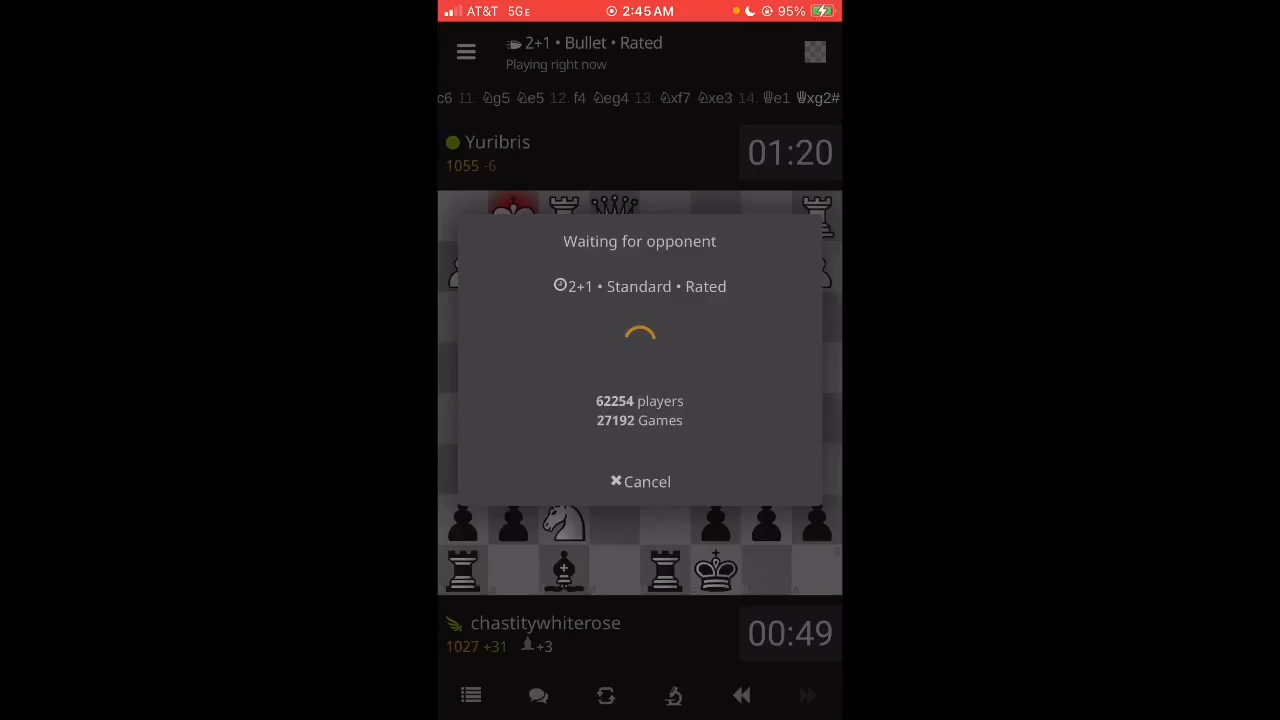 AT&T 5GE 2:45 AM 95%
2+1 • Bullet • Rated
Playing right now
c6 11. ♘g5 ♘e5 12. f4 ♘eg4 13. ♘xf7 ♘xe3 14. ♕e1 ♕xg2#
Yuribris
1055 -6
01:20
Waiting for opponent
2+1 • Standard • Rated
62254 players
27192 Games
✖Cancel
chastitywhiterose
1027 +31 +3
00:49